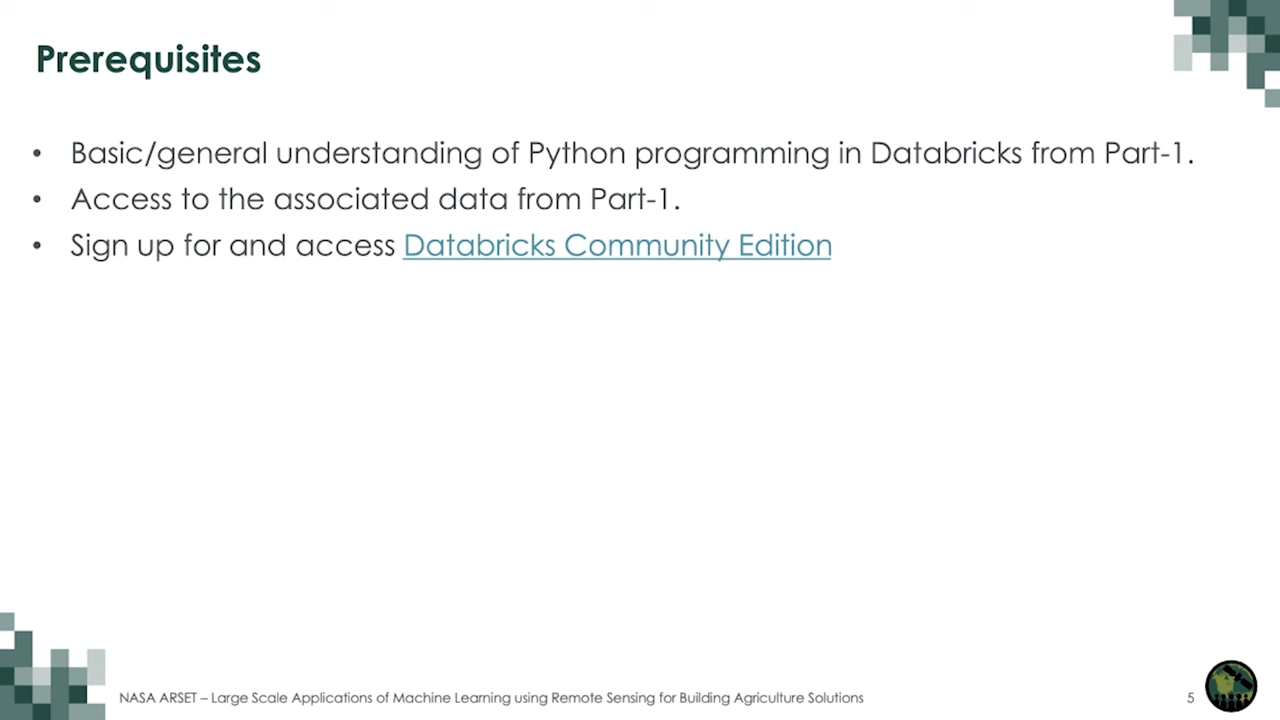 Prerequisites
• Basic/general understanding of Python programming in Databricks from Part-1.
• Access to the associated data from Part-1.
• Sign up for and access Databricks Community Edition
NASA ARSET – Large Scale Applications of Machine Learning using Remote Sensing for Building Agriculture Solutions
5